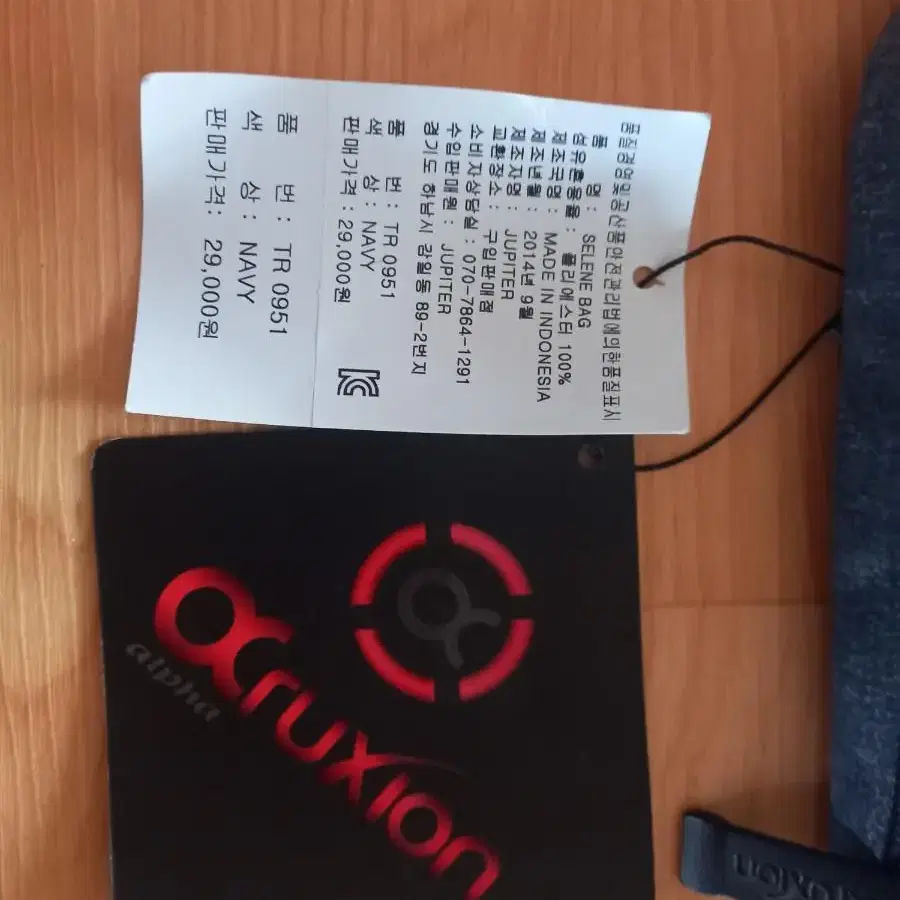 품질경영및공산품안전관리법에의한품질표시
품 명 : SELENE BAG
섬유혼용율 : 폴리에스터 100%
제조국명 : MADE IN INDONESIA
제조년월 : 2014년 9월
제조자명 : JUPITER
교환장소 : 구입판매점
소비자상담실 : 070-7864-1291
수입판매원 : JUPITER
경기도 하남시 감일동 89-2번지
품 번 : TR 0951
색 상 : NAVY
판매가격 : 29,000원
품 번 : TR 0951
색 상 : NAVY
판매가격 : 29,000원
αcruxion
alpha